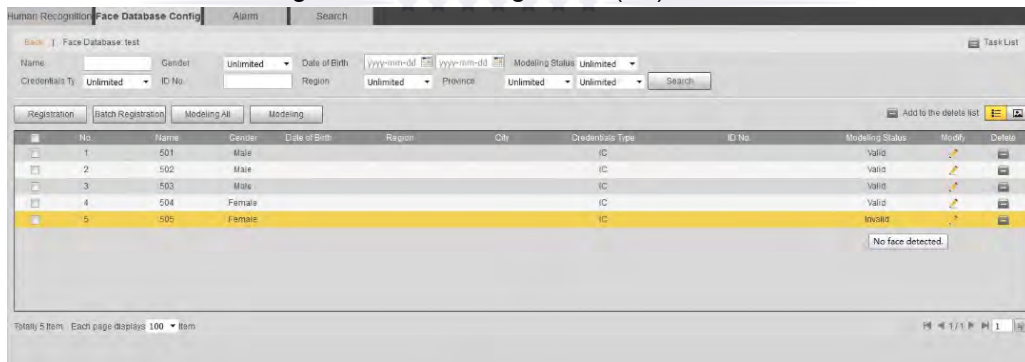 Human Recognition Face Database Config Alarm Search
Back | Face Database: test Task List
Name Gender Unlimited Date of Birth yyyy-mm-dd yyyy-mm-dd Modeling Status Unlimited
Credentials Ty Unlimited ID No. Region Unlimited Province Unlimited Unlimited Search
Registration Batch Registration Modeling All Modeling Add to the delete list
No. Name Gender Date of Birth Region City Credentials Type ID No. Modeling Status Modify Delete
1 501 Male IC Valid
2 502 Male IC Valid
3 503 Male IC Valid
4 504 Female IC Valid
5 505 Female IC Invalid
No face detected.
Totally 5 Item Each page displays 100 Item 1/1 1